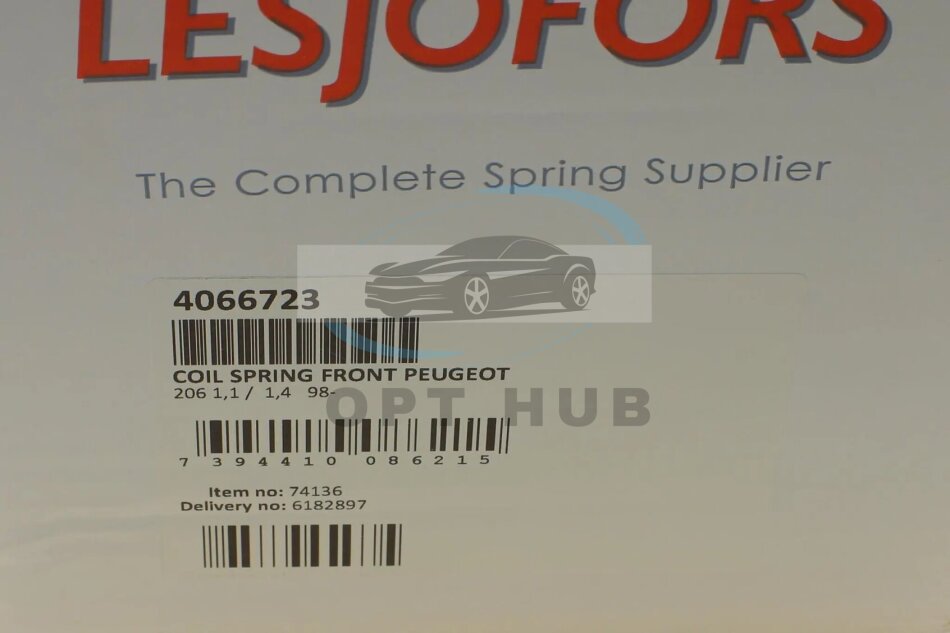 LESJÖFORS
The Complete Spring Supplier
4066723
COIL SPRING FRONT PEUGEOT
206 1,1 / 1,4 98-
OPT HUB
7 394410 086215
Item no: 74136
Delivery no: 6182897